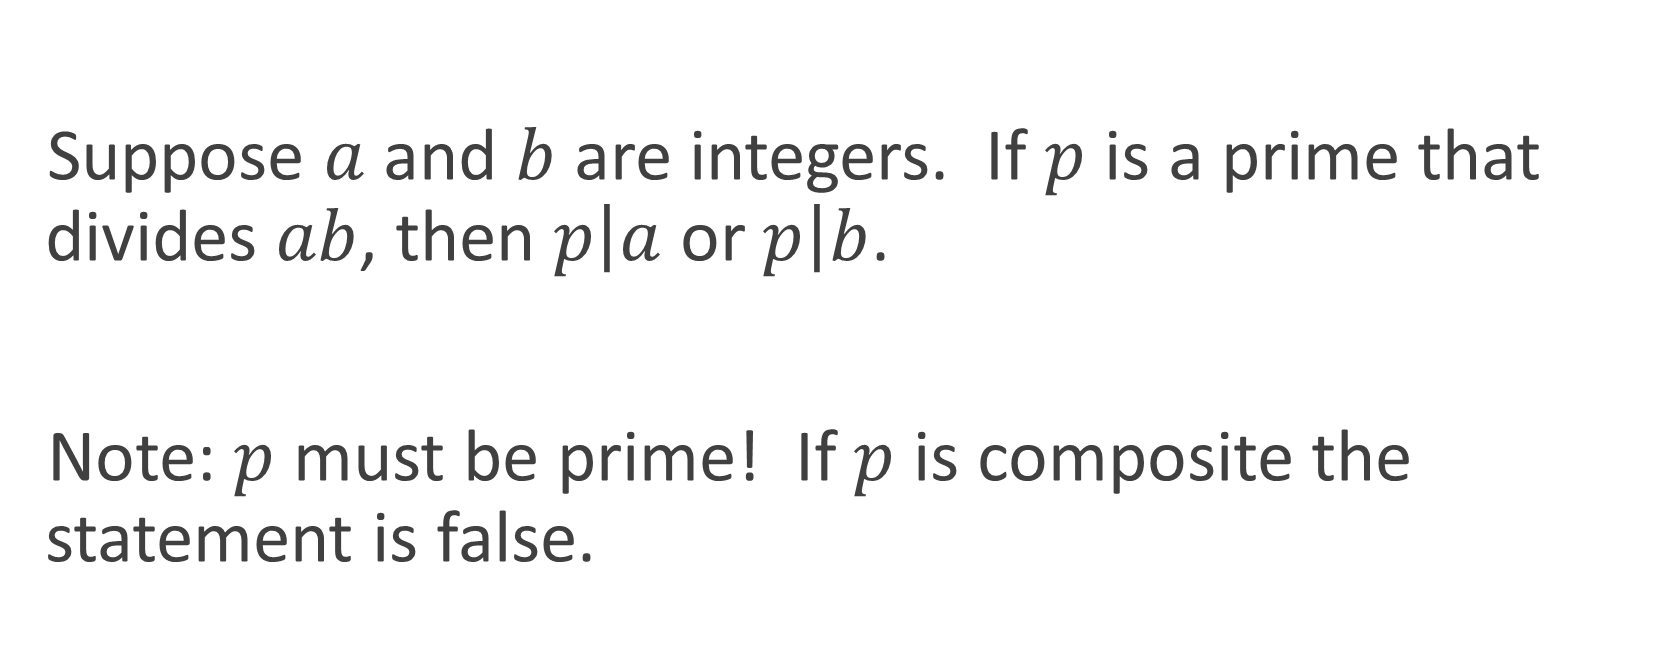 Suppose a and b are integers.  If p is a prime that
divides ab, then p|a or p|b.
Note: p must be prime!  If p is composite the
statement is false.